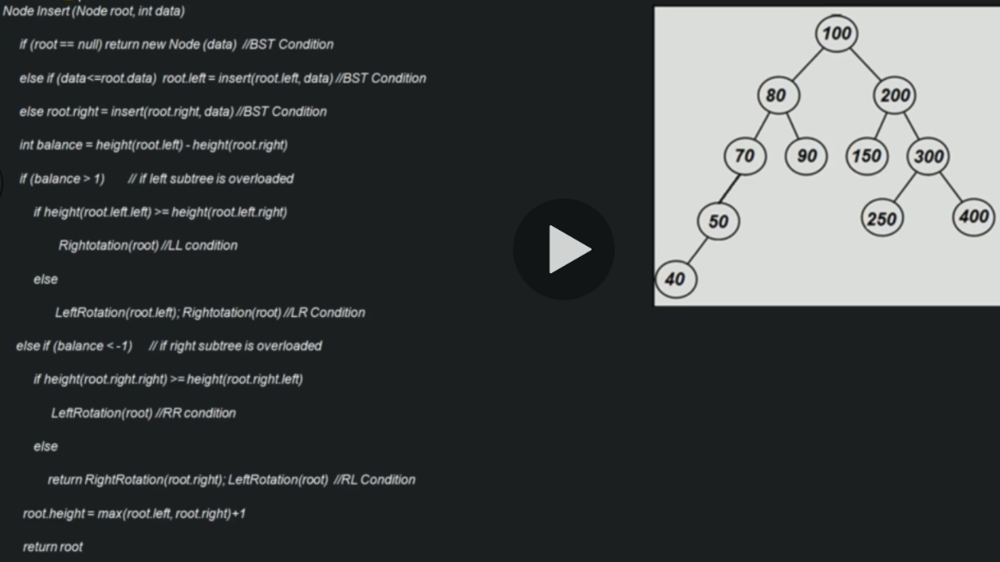 Node Insert (Node root, int data)
if (root == null) return new Node (data) //BST Condition
else if (data<=root.data) root.left = insert(root.left, data) //BST Condition
else root.right = insert(root.right, data) //BST Condition
int balance = height(root.left) - height(root.right)
if (balance > 1) // if left subtree is overloaded
if height(root.left.left) >= height(root.left.right)
Rightotation(root) //LL condition
else
LeftRotation(root.left); Rightotation(root) //LR Condition
else if (balance < -1) // if right subtree is overloaded
if height(root.right.right) >= height(root.right.left)
LeftRotation(root) //RR condition
else
return RightRotation(root.right); LeftRotation(root) //RL Condition
root.height = max(root.left, root.right)+1
return root
100
80 200
70 90 150 300
50 250 400
40